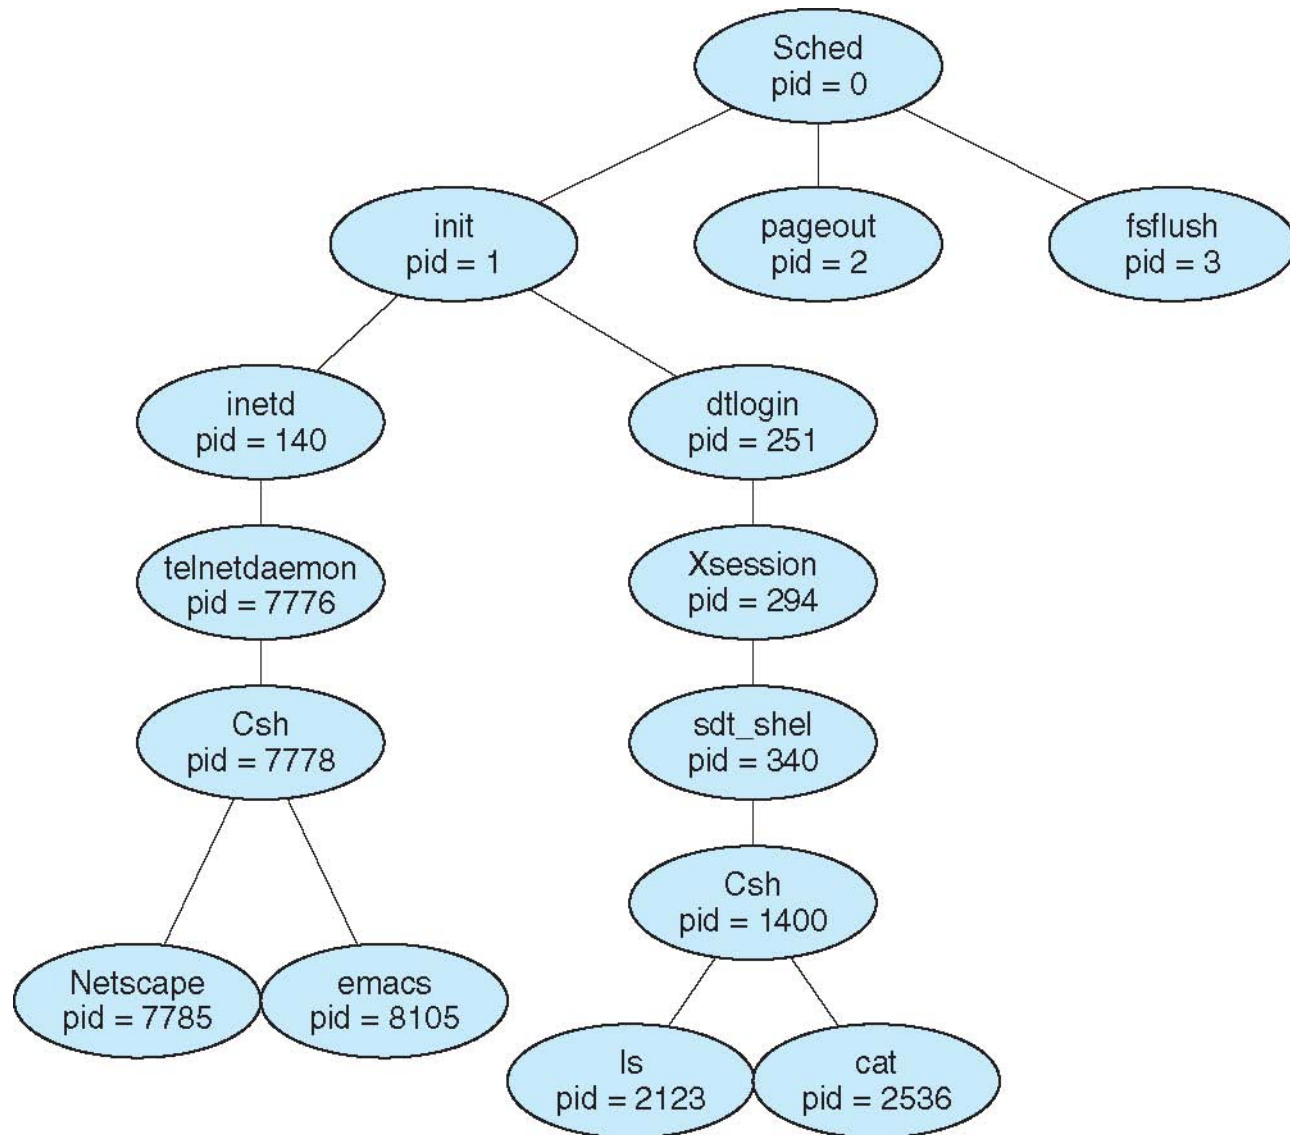 Sched
pid = 0
init
pid = 1
pageout
pid = 2
fsflush
pid = 3
inetd
pid = 140
dtlogin
pid = 251
telnetdaemon
pid = 7776
Xsession
pid = 294
Csh
pid = 7778
sdt_shel
pid = 340
Csh
pid = 1400
Netscape
pid = 7785
emacs
pid = 8105
ls
pid = 2123
cat
pid = 2536